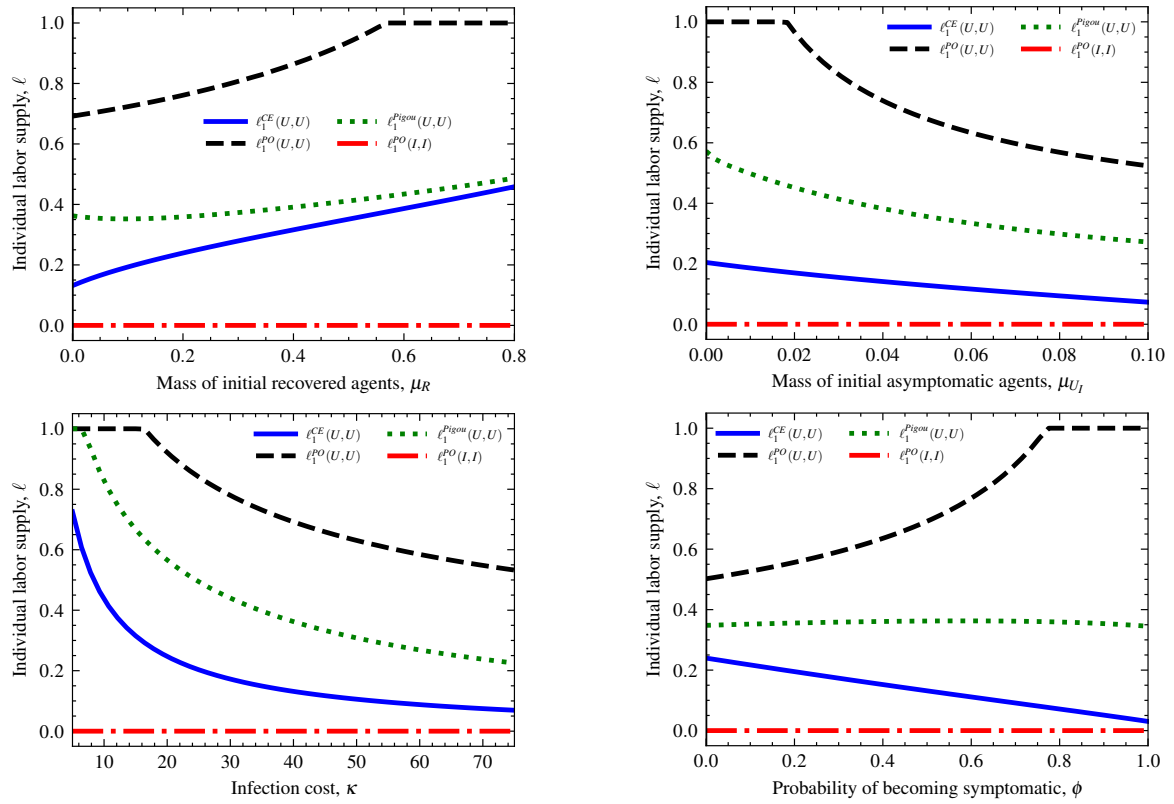 Individual labor supply, ℓ
1.0
0.8
0.6
0.4
0.2
0.0
ℓ₁^{CE}(U,U)
ℓ₁^{PO}(U,U)
ℓ₁^{Pigou}(U,U)
ℓ₁^{PO}(I,I)
0.0 0.2 0.4 0.6 0.8
Mass of initial recovered agents, μ_R
Individual labor supply, ℓ
1.0
0.8
0.6
0.4
0.2
0.0
ℓ₁^{CE}(U,U)
ℓ₁^{PO}(U,U)
ℓ₁^{Pigou}(U,U)
ℓ₁^{PO}(I,I)
0.00 0.02 0.04 0.06 0.08 0.10
Mass of initial asymptomatic agents, μ_{U_I}
Individual labor supply, ℓ
1.0
0.8
0.6
0.4
0.2
0.0
ℓ₁^{CE}(U,U)
ℓ₁^{PO}(U,U)
ℓ₁^{Pigou}(U,U)
ℓ₁^{PO}(I,I)
10 20 30 40 50 60 70
Infection cost, κ
Individual labor supply, ℓ
1.0
0.8
0.6
0.4
0.2
0.0
ℓ₁^{CE}(U,U)
ℓ₁^{PO}(U,U)
ℓ₁^{Pigou}(U,U)
ℓ₁^{PO}(I,I)
0.0 0.2 0.4 0.6 0.8 1.0
Probability of becoming symptomatic, ϕ